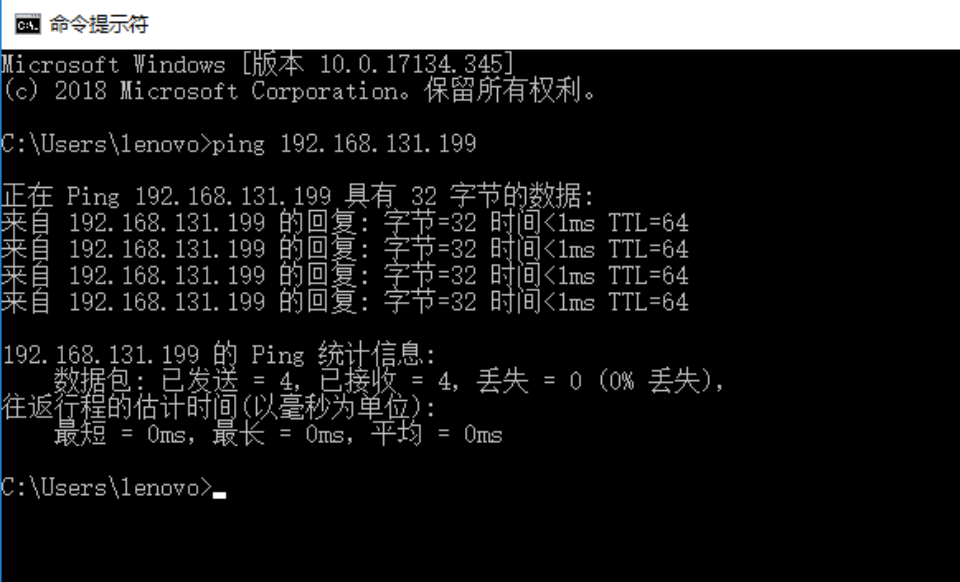 命令提示符
Microsoft Windows [版本 10.0.17134.345]
(c) 2018 Microsoft Corporation。保留所有权利。
C:\Users\lenovo>ping 192.168.131.199
正在 Ping 192.168.131.199 具有 32 字节的数据:
来自 192.168.131.199 的回复: 字节=32 时间<1ms TTL=64
来自 192.168.131.199 的回复: 字节=32 时间<1ms TTL=64
来自 192.168.131.199 的回复: 字节=32 时间<1ms TTL=64
来自 192.168.131.199 的回复: 字节=32 时间<1ms TTL=64
192.168.131.199 的 Ping 统计信息:
数据包: 已发送 = 4，已接收 = 4，丢失 = 0 (0% 丢失)，
往返行程的估计时间(以毫秒为单位):
最短 = 0ms，最长 = 0ms，平均 = 0ms
C:\Users\lenovo>